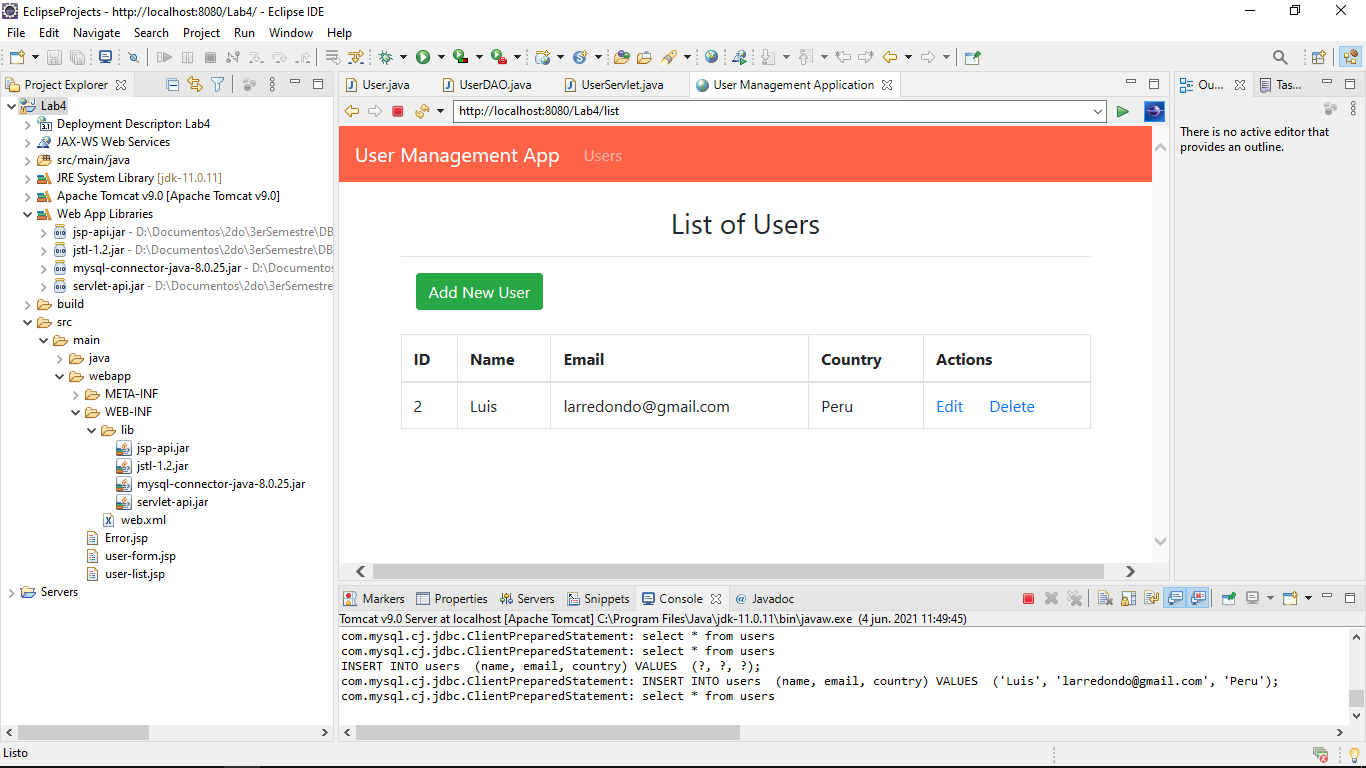 EclipseProjects - http://localhost:8080/Lab4/ - Eclipse IDE
File Edit Navigate Search Project Run Window Help
Project Explorer
Lab4
Deployment Descriptor: Lab4
JAX-WS Web Services
src/main/java
JRE System Library [jdk-11.0.11]
Apache Tomcat v9.0 [Apache Tomcat v9.0]
Web App Libraries
jsp-api.jar - D:\Documentos\2do\3erSemestre\DB
jstl-1.2.jar - D:\Documentos\2do\3erSemestre\DB
mysql-connector-java-8.0.25.jar - D:\Documentos
servlet-api.jar - D:\Documentos\2do\3erSemestre
build
src
main
java
webapp
META-INF
WEB-INF
lib
jsp-api.jar
jstl-1.2.jar
mysql-connector-java-8.0.25.jar
servlet-api.jar
web.xml
Error.jsp
user-form.jsp
user-list.jsp
Servers
User.java UserDAO.java UserServlet.java User Management Application
http://localhost:8080/Lab4/list
User Management App Users
List of Users
Add New User
ID Name Email Country Actions
2 Luis larredondo@gmail.com Peru Edit Delete
Ou... Tas...
There is no active editor that
provides an outline.
Markers Properties Servers Snippets Console @ Javadoc
Tomcat v9.0 Server at localhost [Apache Tomcat] C:\Program Files\Java\jdk-11.0.11\bin\javaw.exe (4 jun. 2021 11:49:45)
com.mysql.cj.jdbc.ClientPreparedStatement: select * from users
com.mysql.cj.jdbc.ClientPreparedStatement: select * from users
INSERT INTO users (name, email, country) VALUES (?, ?, ?);
com.mysql.cj.jdbc.ClientPreparedStatement: INSERT INTO users (name, email, country) VALUES ('Luis', 'larredondo@gmail.com', 'Peru');
com.mysql.cj.jdbc.ClientPreparedStatement: select * from users
Listo